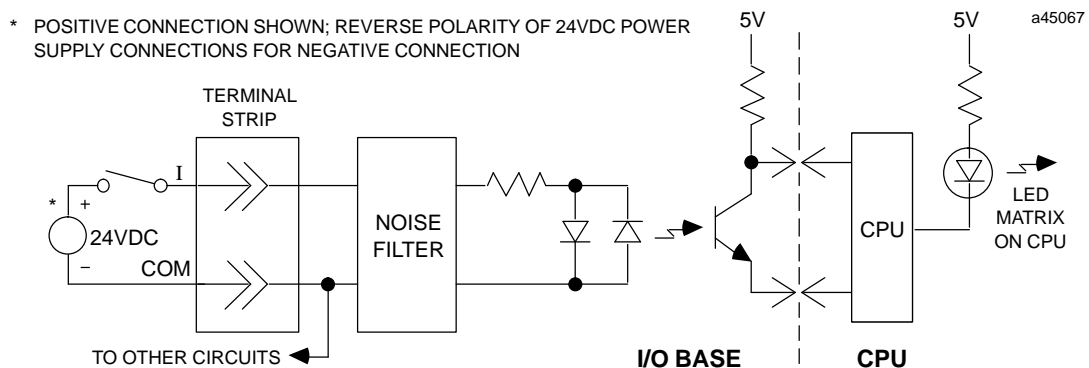 * POSITIVE CONNECTION SHOWN; REVERSE POLARITY OF 24VDC POWER
SUPPLY CONNECTIONS FOR NEGATIVE CONNECTION
5V
5V
a45067
TERMINAL
STRIP
I
* +
24VDC
−
COM
NOISE
FILTER
CPU
LED
MATRIX
ON CPU
TO OTHER CIRCUITS
I/O BASE
CPU